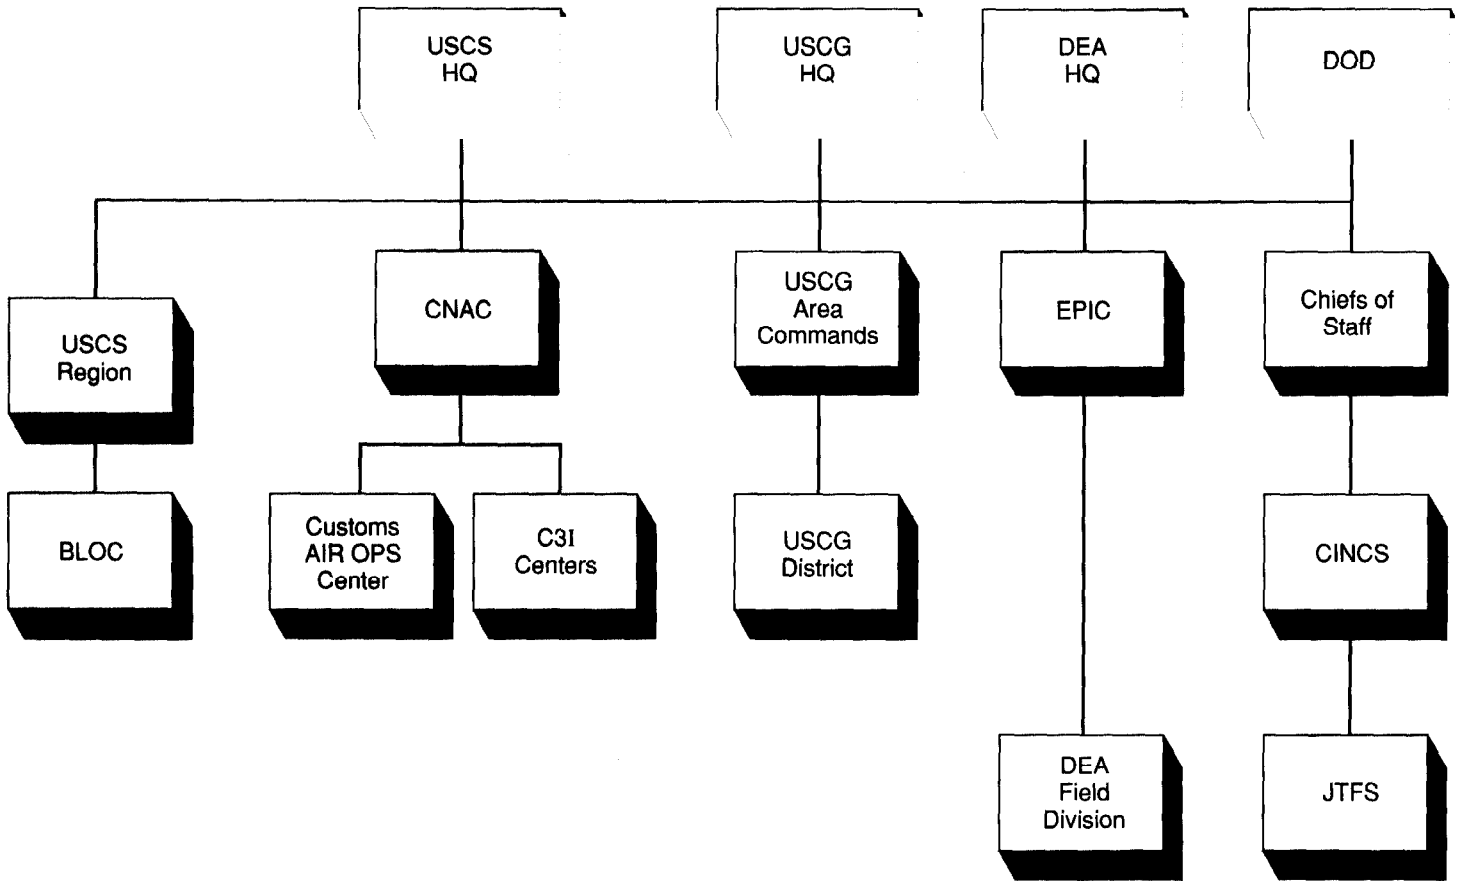 USCS
HQ
USCG
HQ
DEA
HQ
DOD
USCS
Region
CNAC
USCG
Area
Commands
EPIC
Chiefs of
Staff
BLOC
Customs
AIR OPS
Center
C3I
Centers
USCG
District
CINCS
DEA
Field
Division
JTFS